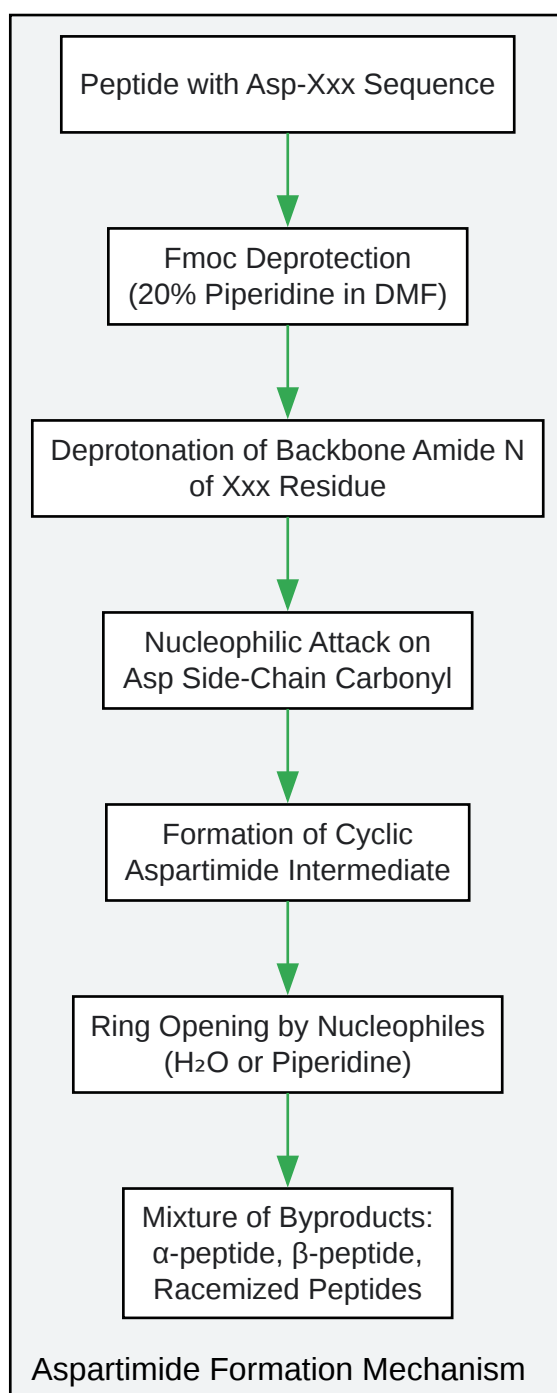 Peptide with Asp-Xxx Sequence
Fmoc Deprotection
(20% Piperidine in DMF)
Deprotonation of Backbone Amide N
of Xxx Residue
Nucleophilic Attack on
Asp Side-Chain Carbonyl
Formation of Cyclic
Aspartimide Intermediate
Ring Opening by Nucleophiles
(H₂O or Piperidine)
Mixture of Byproducts:
α-peptide, β-peptide,
Racemized Peptides
Aspartimide Formation Mechanism